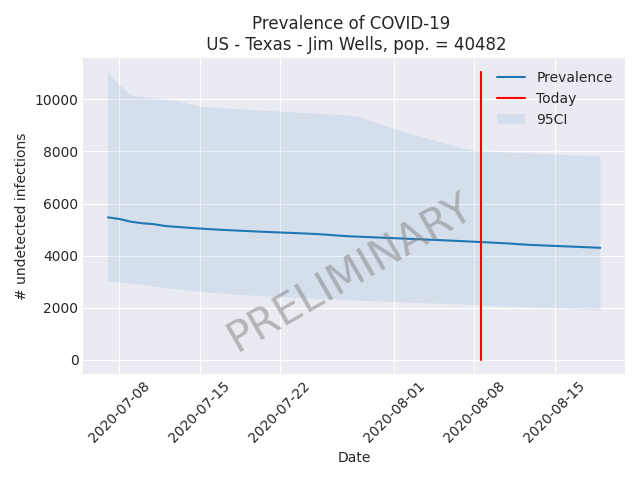 Prevalence of COVID-19
US - Texas - Jim Wells, pop. = 40482
Prevalence
Today
95CI
10000
8000
6000
4000
2000
0
# undetected infections
PRELIMINARY
2020-07-08
2020-07-15
2020-07-22
2020-08-01
2020-08-08
2020-08-15
Date